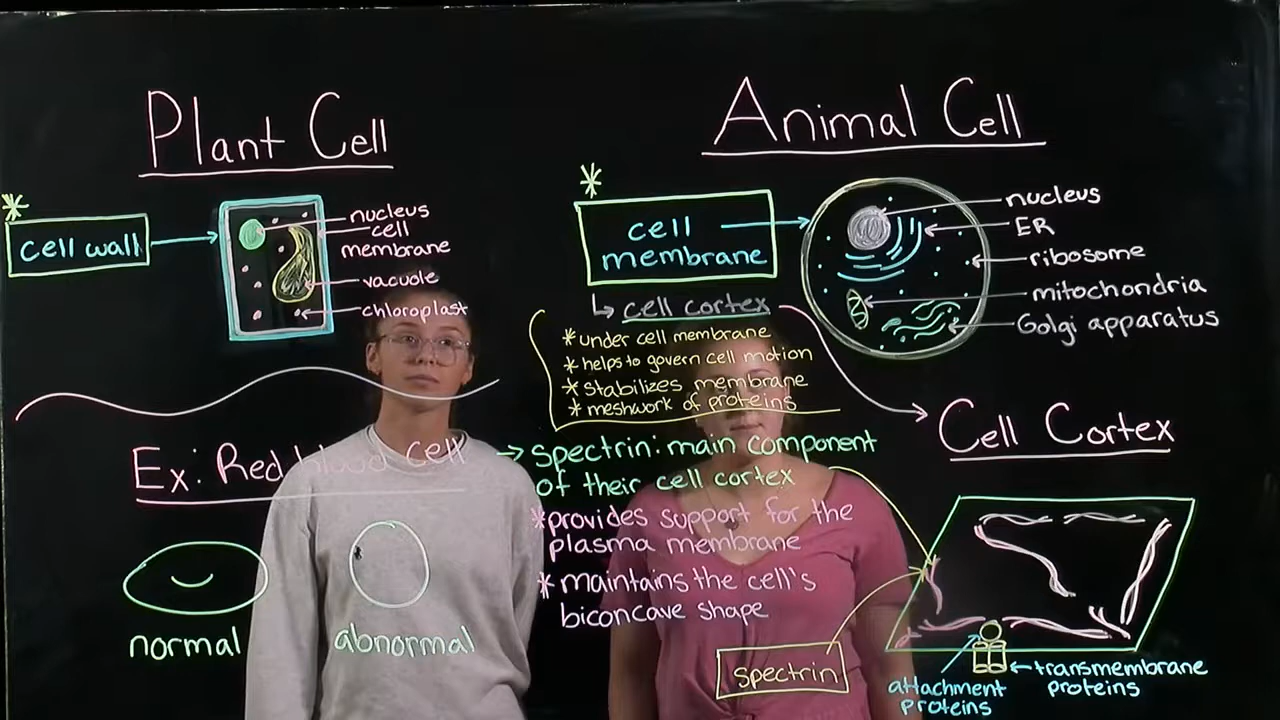 Plant Cell
* cell wall
nucleus
cell
membrane
vacuole
chloroplast
Animal Cell
* cell
membrane
nucleus
ER
ribosome
mitochondria
Golgi apparatus
↳ cell cortex
* under cell membrane
* helps to govern cell motion
* stabilizes membrane
* meshwork of proteins
Ex: Red blood cell
normal
abnormal
→ spectrin: main component
of their cell cortex
* provides support for the
plasma membrane
* maintains the cell's
biconcave shape
spectrin
Cell Cortex
attachment
proteins
transmembrane
proteins